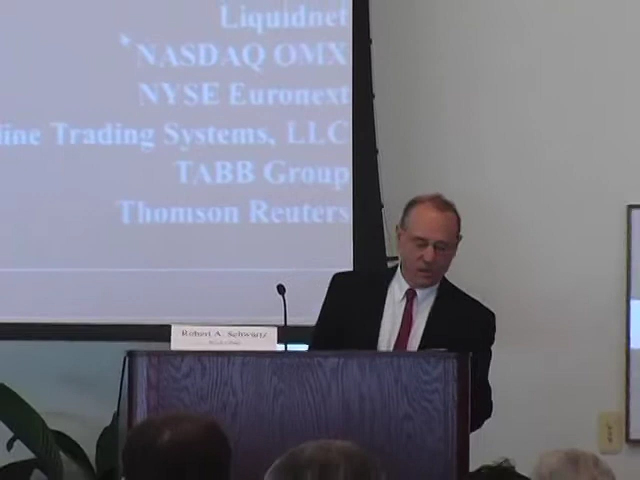 Liquidnet
*NASDAQ OMX
NYSE Euronext
line Trading Systems, LLC
TABB Group
Thomson Reuters
Robert A. Schwartz